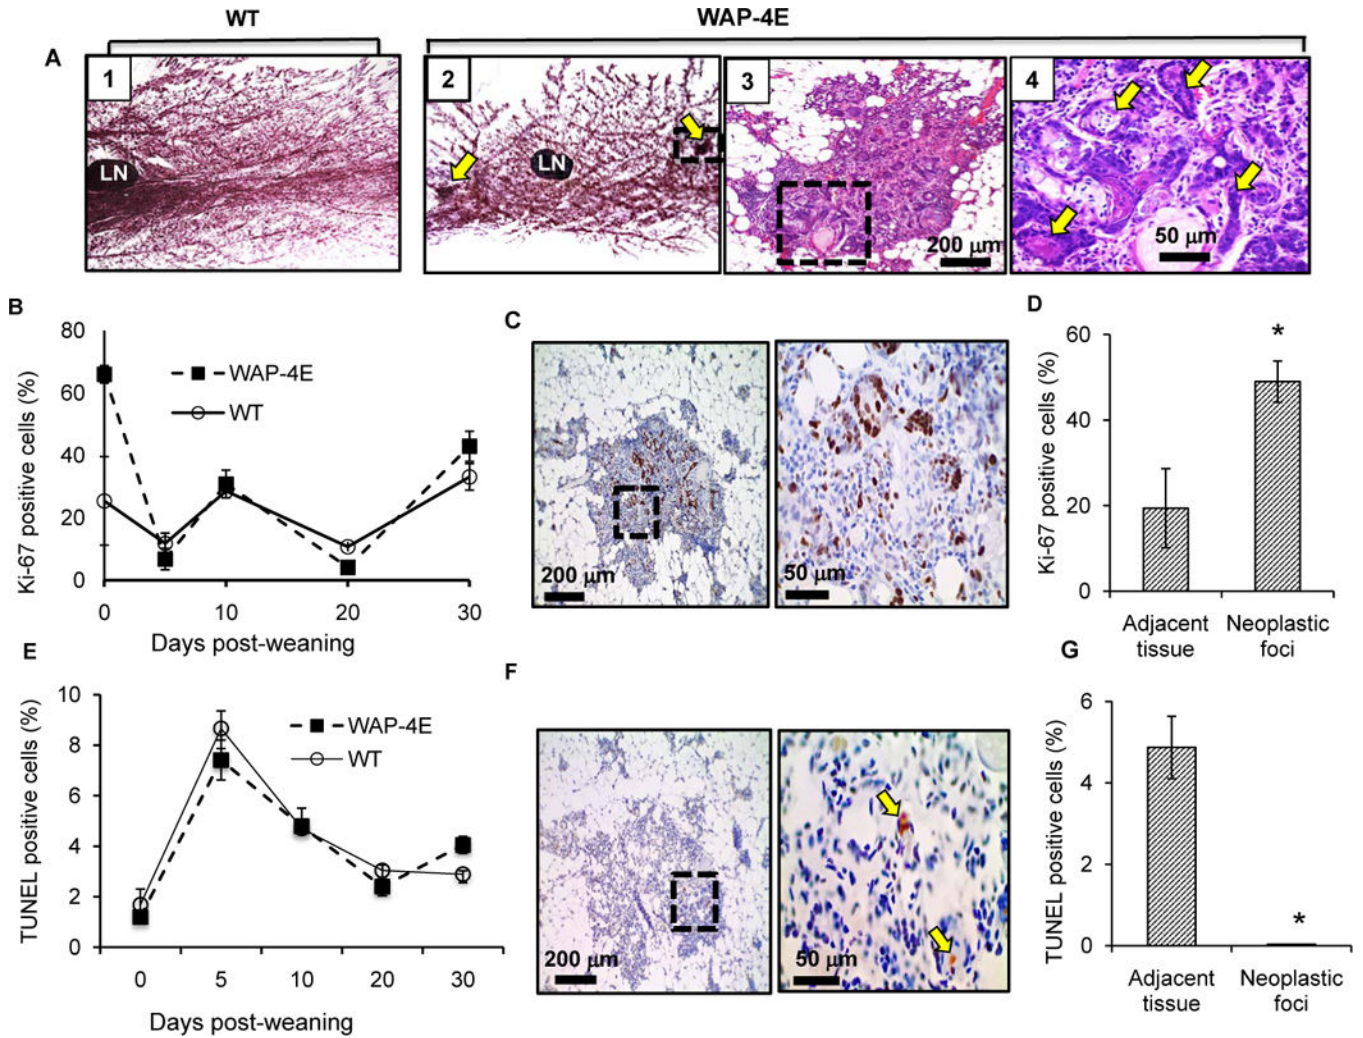 WT
WAP-4E
A
1
LN
2
LN
3
200 μm
4
50 μm
B
Ki-67 positive cells (%)
80
60
40
20
0
WAP-4E
WT
0
10
20
30
Days post-weaning
C
200 μm
50 μm
D
Ki-67 positive cells (%)
60
40
20
0
*
Adjacent
tissue
Neoplastic
foci
E
TUNEL positive cells (%)
10
8
6
4
2
0
WAP-4E
WT
0
5
10
20
30
Days post-weaning
F
200 μm
50 μm
G
TUNEL positive cells (%)
6
4
2
0
*
Adjacent
tissue
Neoplastic
foci